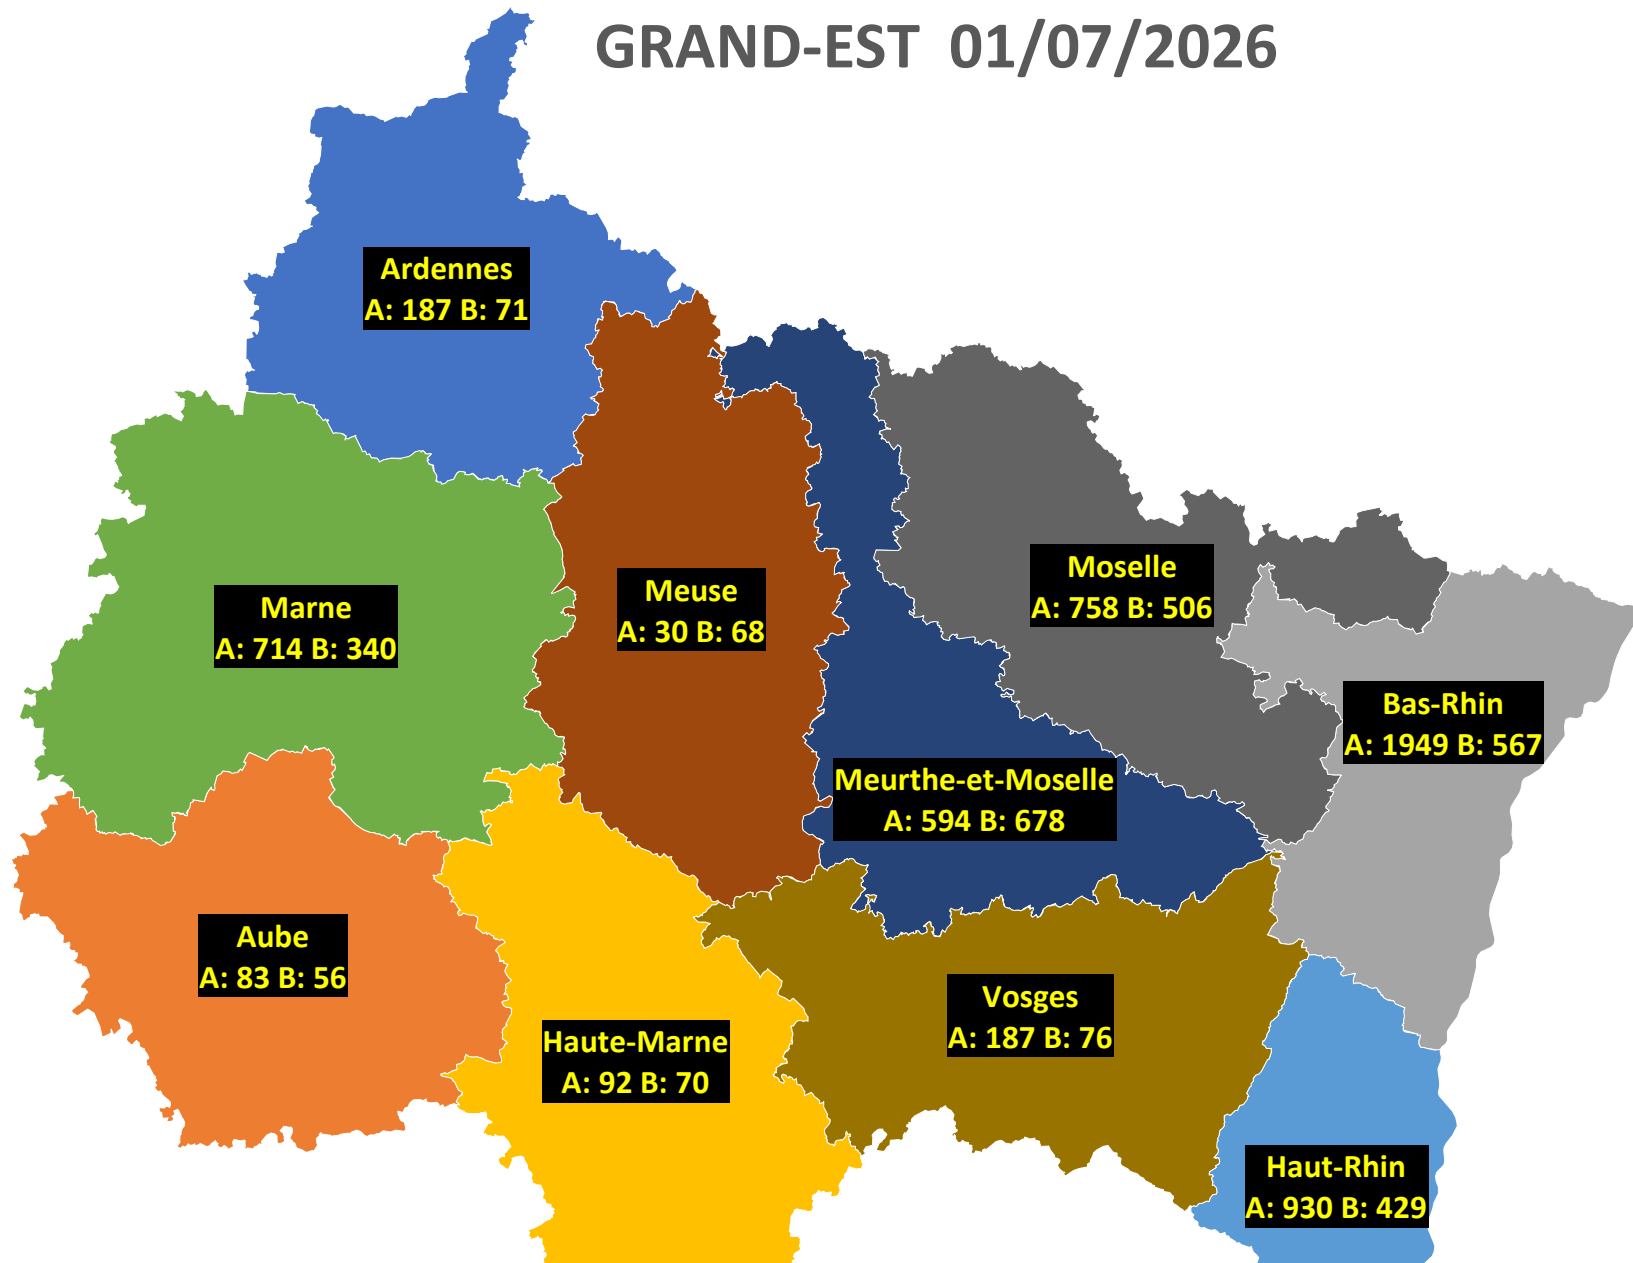 GRAND-EST 01/07/2026
Ardennes
A: 187 B: 71
Marne
A: 714 B: 340
Meuse
A: 30 B: 68
Moselle
A: 758 B: 506
Bas-Rhin
A: 1949 B: 567
Meurthe-et-Moselle
A: 594 B: 678
Aube
A: 83 B: 56
Haute-Marne
A: 92 B: 70
Vosges
A: 187 B: 76
Haut-Rhin
A: 930 B: 429